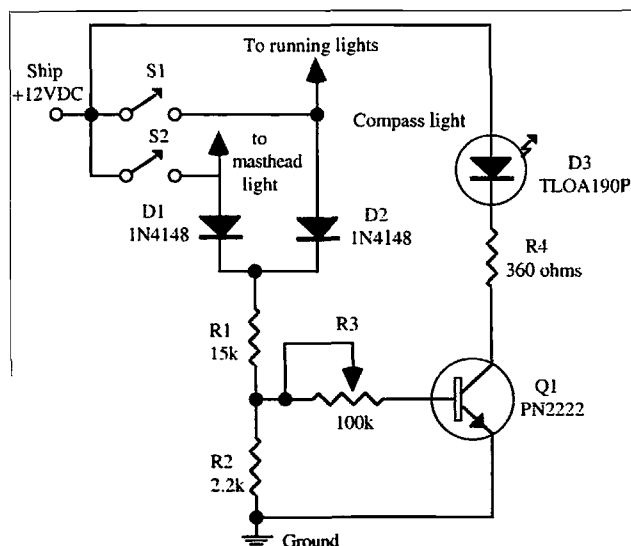 To running lights
Ship
+12VDC
S1
S2
to
masthead
light
Compass light
D3
TLOA190P
D1
1N4148
D2
1N4148
R4
360 ohms
R1
15k
R3
100k
Q1
PN2222
R2
2.2k
Ground